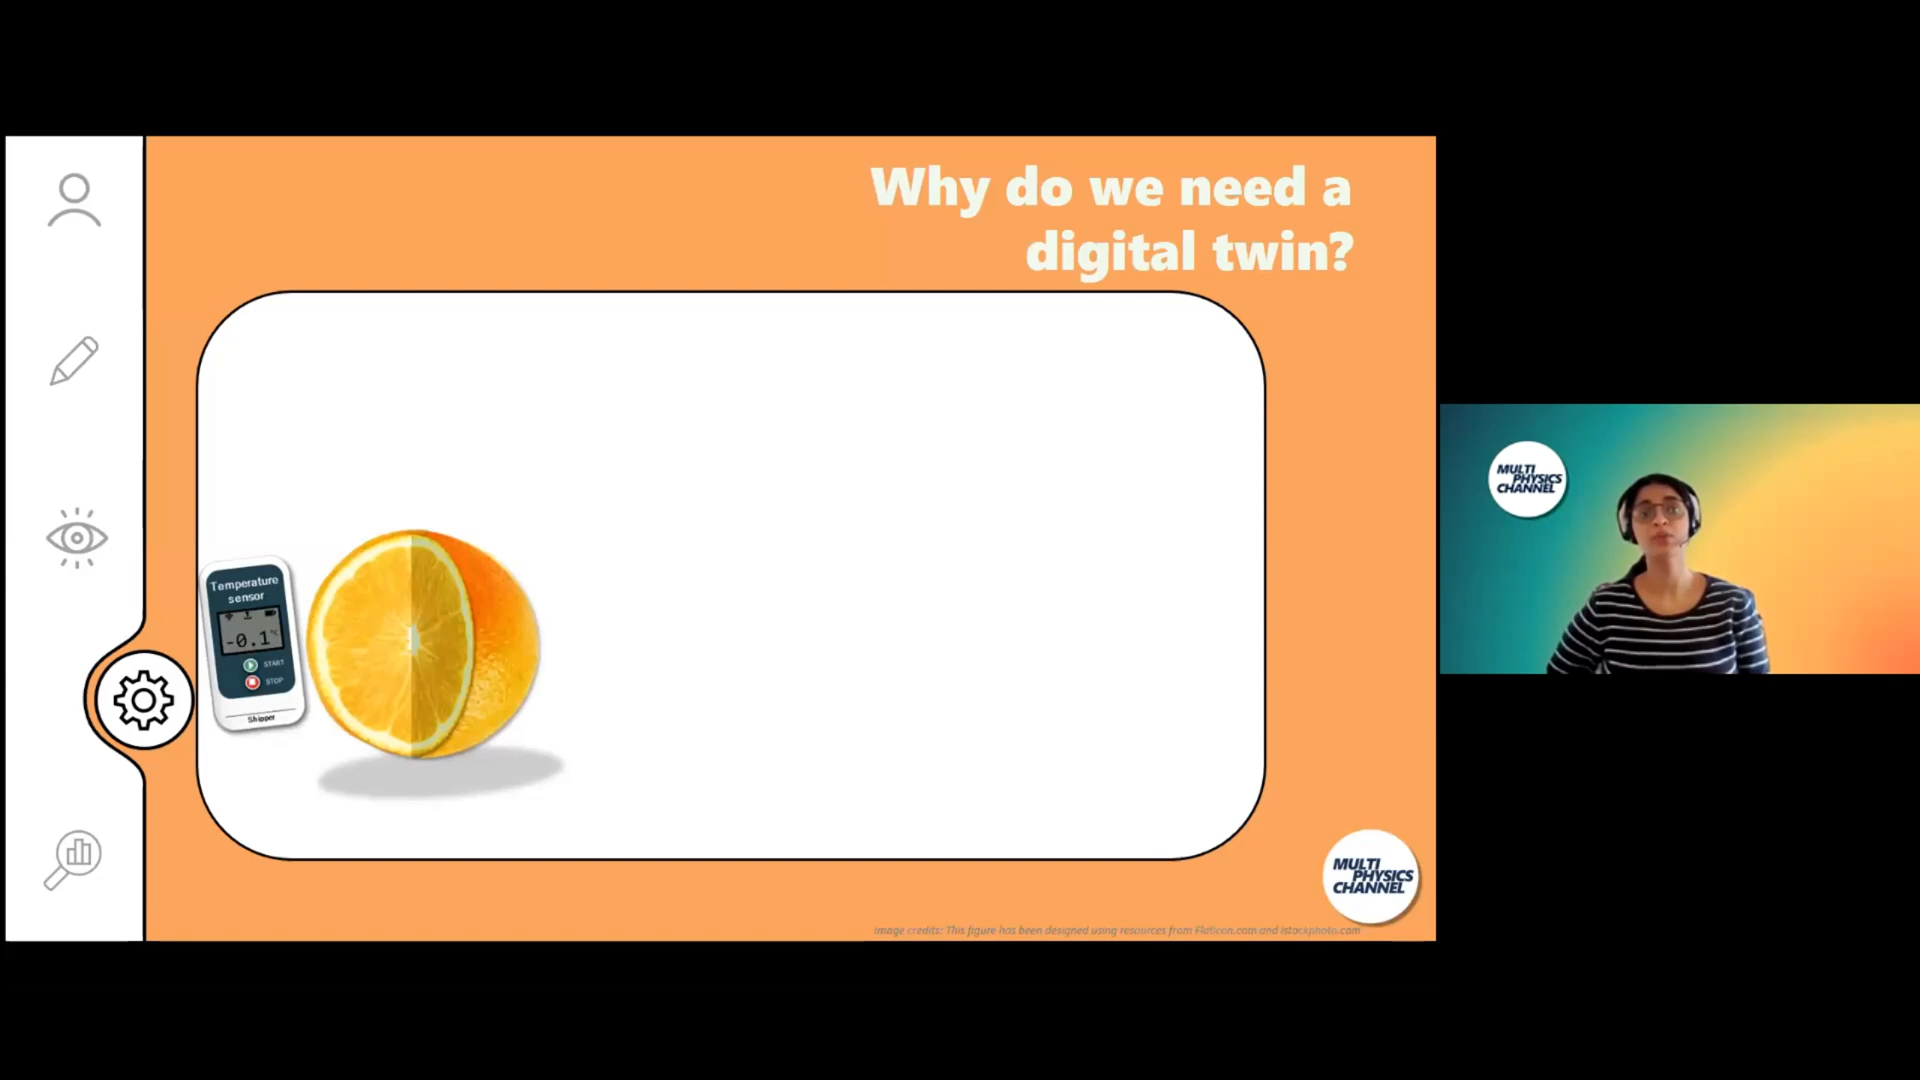 Why do we need a
digital twin?
Temperature
sensor
-0.1°C
START
STOP
Shipper
MULTI
PHYSICS
CHANNEL
image credits: This figure has been designed using resources from Flaticon.com and istockphoto.com
MULTI
PHYSICS
CHANNEL